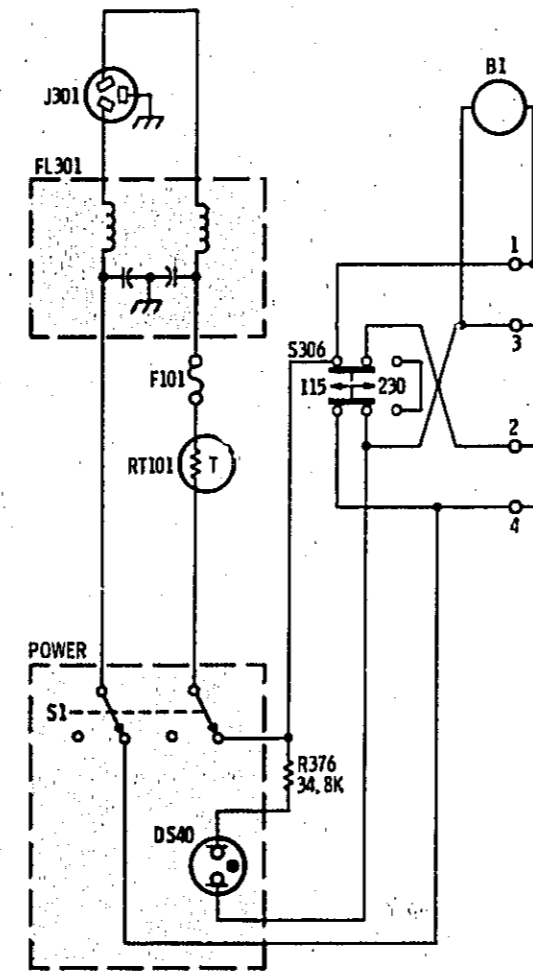 B1
J301
FL301
1
S306
3
F101
115
230
RT101
T
2
4
POWER
S1
R376
34.8K
DS40